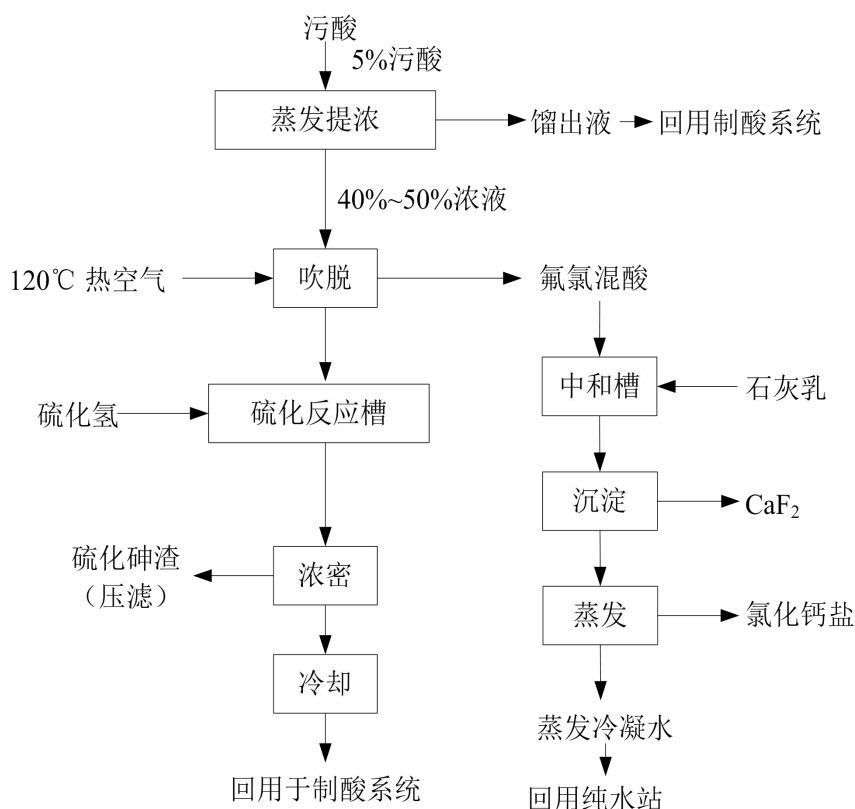 污酸
5%污酸
蒸发提浓
馏出液
回用制酸系统
40%~50%浓液
120℃ 热空气
吹脱
氟氯混酸
中和槽
石灰乳
硫化氢
硫化反应槽
沉淀
CaF₂
硫化砷渣
（压滤）
浓密
蒸发
氯化钙盐
冷却
蒸发冷凝水
回用于制酸系统
回用纯水站